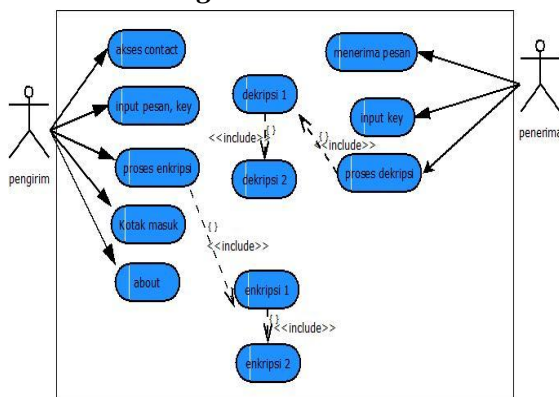 akses contact
input pesan, key
proses enkripsi
Kotak masuk
about
pengirim
dekripsi 1
{ }
<<include>>
dekripsi 2
menerima pesan
input key
proses dekripsi
{ }
<<include>>
penerima
{ }
<<include>>
enkripsi 1
{ }
<<include>>
enkripsi 2